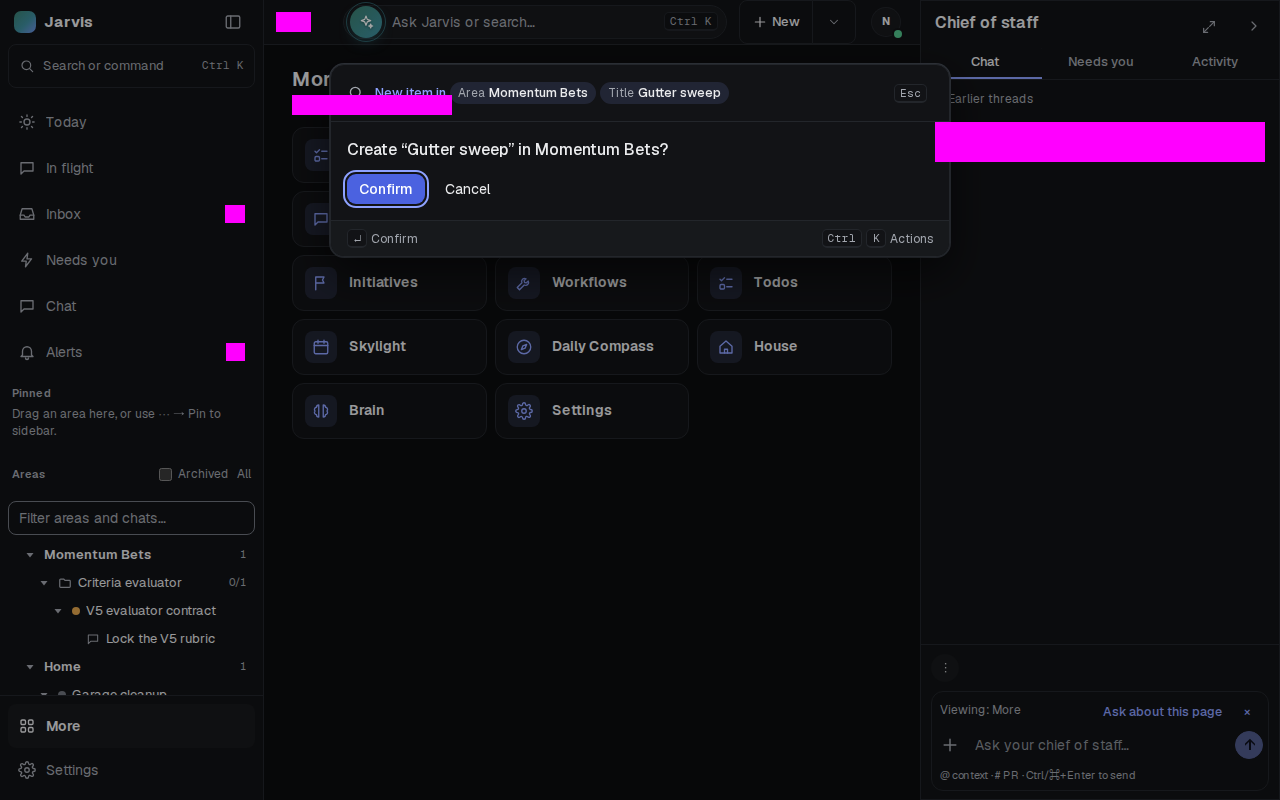 Jarvis
Search or command Ctrl K
Today
In flight
Inbox
Needs you
Chat
Alerts
Pinned
Drag an area here, or use ··· → Pin to
sidebar.
Areas Archived All
Filter areas and chats…
Momentum Bets 1
Criteria evaluator 0/1
V5 evaluator contract
Lock the V5 rubric
Home 1
Garage cleanup
More
Settings
Ask Jarvis or search… Ctrl K
New
N
New item in Area Momentum Bets Title Gutter sweep Esc
Create “Gutter sweep” in Momentum Bets?
Confirm Cancel
↵ Confirm Ctrl K Actions
Initiatives Workflows Todos
Skylight Daily Compass House
Brain Settings
Chief of staff
Chat Needs you Activity
Earlier threads
Viewing: More Ask about this page ×
Ask your chief of staff…
@ context · # PR · Ctrl/⌘+Enter to send